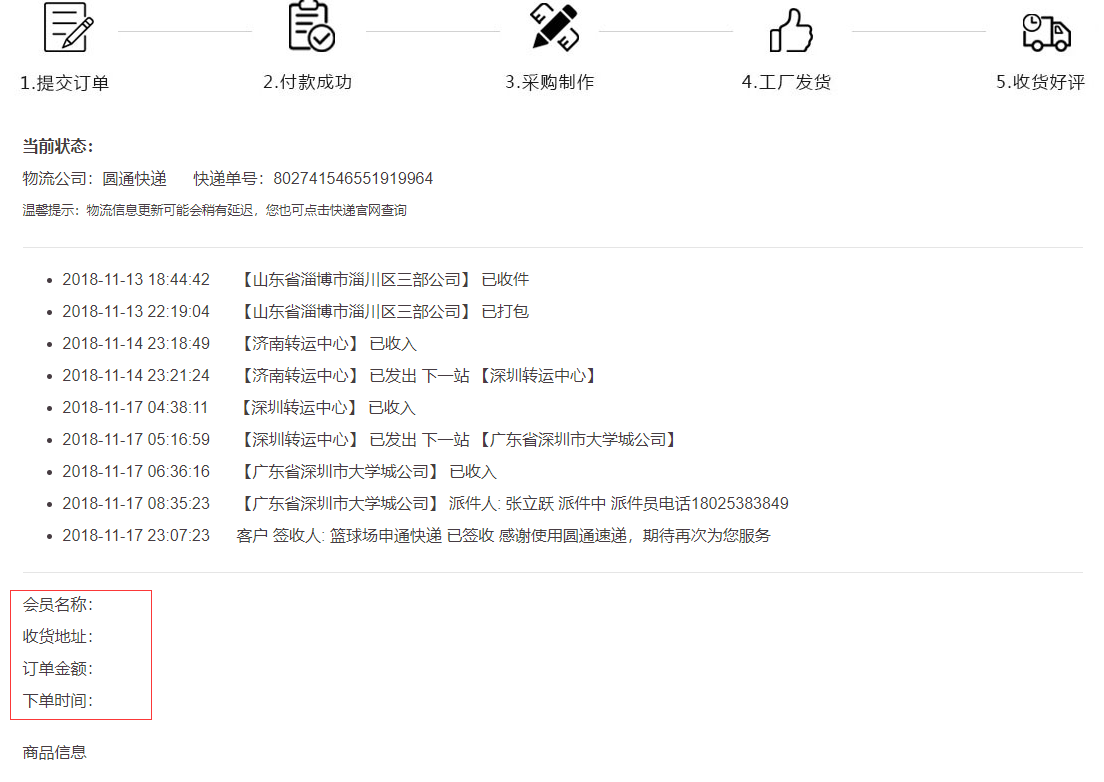 1.提交订单 2.付款成功 3.采购制作 4.工厂发货 5.收货好评
当前状态：
物流公司：圆通快递 快递单号：802741546551919964
温馨提示：物流信息更新可能会稍有延迟，您也可点击快递官网查询
2018-11-13 18:44:42 【山东省淄博市淄川区三部公司】 已收件
2018-11-13 22:19:04 【山东省淄博市淄川区三部公司】 已打包
2018-11-14 23:18:49 【济南转运中心】 已收入
2018-11-14 23:21:24 【济南转运中心】 已发出 下一站 【深圳转运中心】
2018-11-17 04:38:11 【深圳转运中心】 已收入
2018-11-17 05:16:59 【深圳转运中心】 已发出 下一站 【广东省深圳市大学城公司】
2018-11-17 06:36:16 【广东省深圳市大学城公司】 已收入
2018-11-17 08:35:23 【广东省深圳市大学城公司】 派件人: 张立跃 派件中 派件员电话18025383849
2018-11-17 23:07:23 客户 签收人: 篮球场申通快递 已签收 感谢使用圆通速递，期待再次为您服务
会员名称：
收货地址：
订单金额：
下单时间：
商品信息